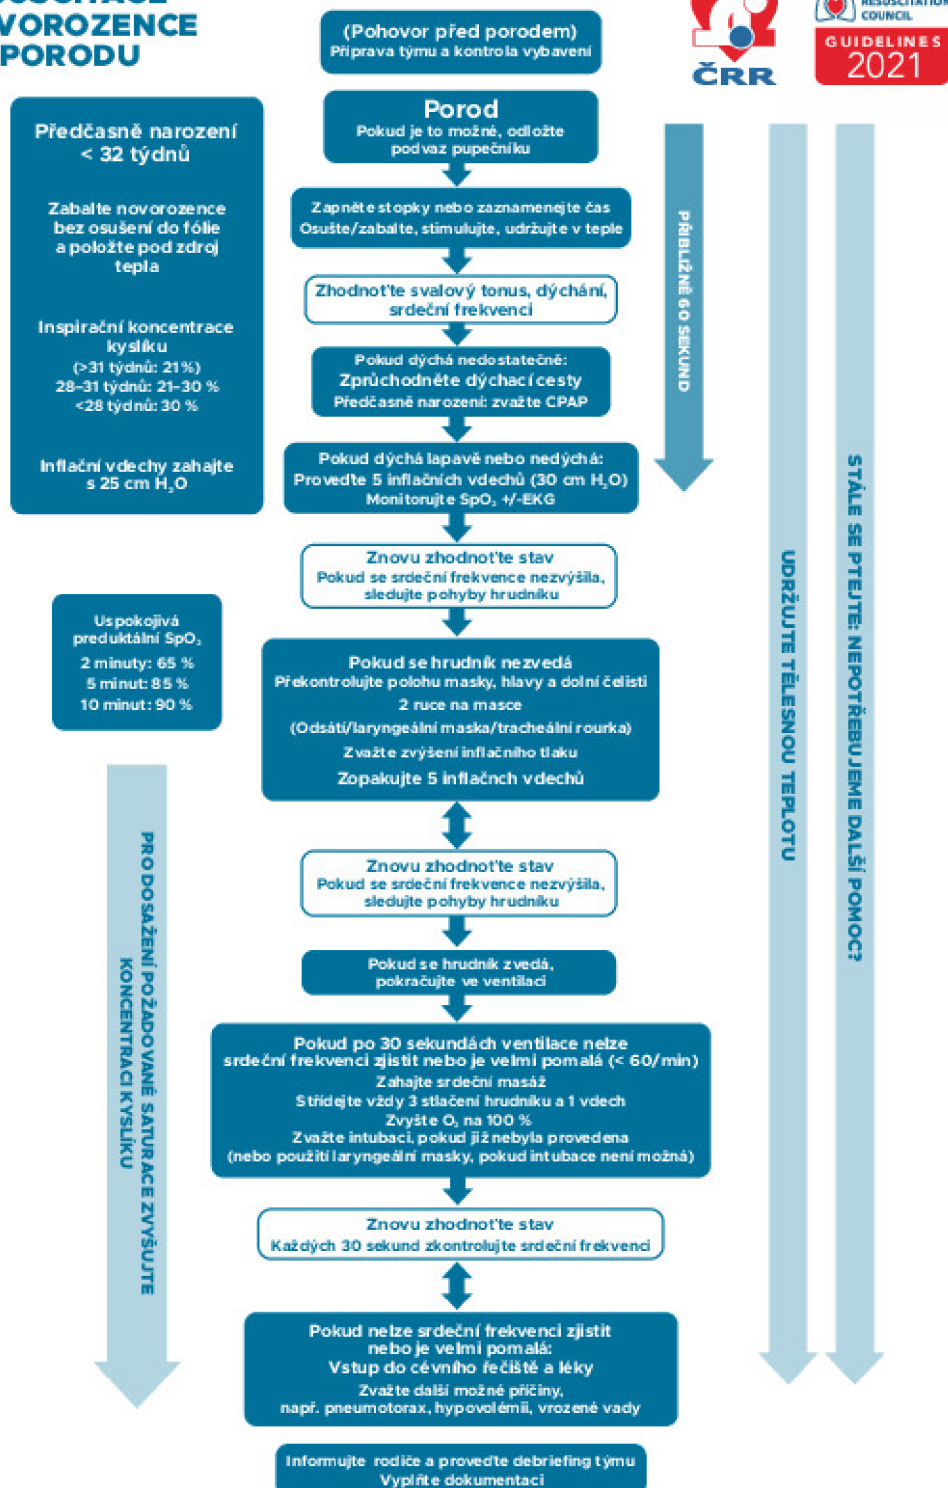 VOROZENCE
PORODU
(Pohovor před porodem)
Příprava týmu a kontrola vybavení
ČRR
RESUSCITATION
COUNCIL
GUIDELINES
2021
Předčasně narození
< 32 týdnů
Zabalte novorozence
bez osušení do fólie
a položte pod zdroj
tepla
Inspirační koncentrace
kyslíku
(>31 týdnů: 21%)
28–31 týdnů: 21–30 %
<28 týdnů: 30 %
Inflační vdechy zahajte
s 25 cm H₂O
Porod
Pokud je to možné, odložte
podvaz pupečníku
Zapněte stopky nebo zaznamenejte čas
Osušte/zabalte, stimulujte, udržujte v teple
Zhodnoťte svalový tonus, dýchání,
srdeční frekvenci
Pokud dýchá nedostatečně:
Zprůchodněte dýchací cesty
Předčasně narození: zvažte CPAP
Pokud dýchá lapavě nebo nedýchá:
Proveďte 5 inflačních vdechů (30 cm H₂O)
Monitorujte SpO₂ +/-EKG
PŘIBLIŽNĚ 60 SEKUND
Znovu zhodnoťte stav
Pokud se srdeční frekvence nezvýšila,
sledujte pohyby hrudníku
Uspokojivá
preduktální SpO₂
2 minuty: 65 %
5 minut: 85 %
10 minut: 90 %
Pokud se hrudník nezvedá
Překontrolujte polohu masky, hlavy a dolní čelisti
2 ruce na masce
(Odsátí/laryngeální maska/tracheální rourka)
Zvažte zvýšení inflačního tlaku
Zopakujte 5 inflačnch vdechů
UDRŽUJTE TĚLESNOU TEPLOTU
STÁLE SE PTEJTE: NEPOTŘEBUJEME DALŠÍ POMOC?
Znovu zhodnoťte stav
Pokud se srdeční frekvence nezvýšila,
sledujte pohyby hrudníku
Pokud se hrudník zvedá,
pokračujte ve ventilaci
PRO DOSAŽENÍ POŽADOVANÉ SATURACE ZVYŠUJTE
KONCENTRACI KYSLÍKU
Pokud po 30 sekundách ventilace nelze
srdeční frekvenci zjistit nebo je velmi pomalá (< 60/min)
Zahajte srdeční masáž
Střídejte vždy 3 stlačení hrudníku a 1 vdech
Zvyšte O₂ na 100 %
Zvažte intubaci, pokud již nebyla provedena
(nebo použití laryngeální masky, pokud intubace není možná)
Znovu zhodnoťte stav
Každých 30 sekund zkontrolujte srdeční frekvenci
Pokud nelze srdeční frekvenci zjistit
nebo je velmi pomalá:
Vstup do cévního řečiště a léky
Zvažte další možné příčiny,
např. pneumotorax, hypovolémii, vrozené vady
Informujte rodiče a proveďte debriefing týmu
Vyplňte dokumentaci